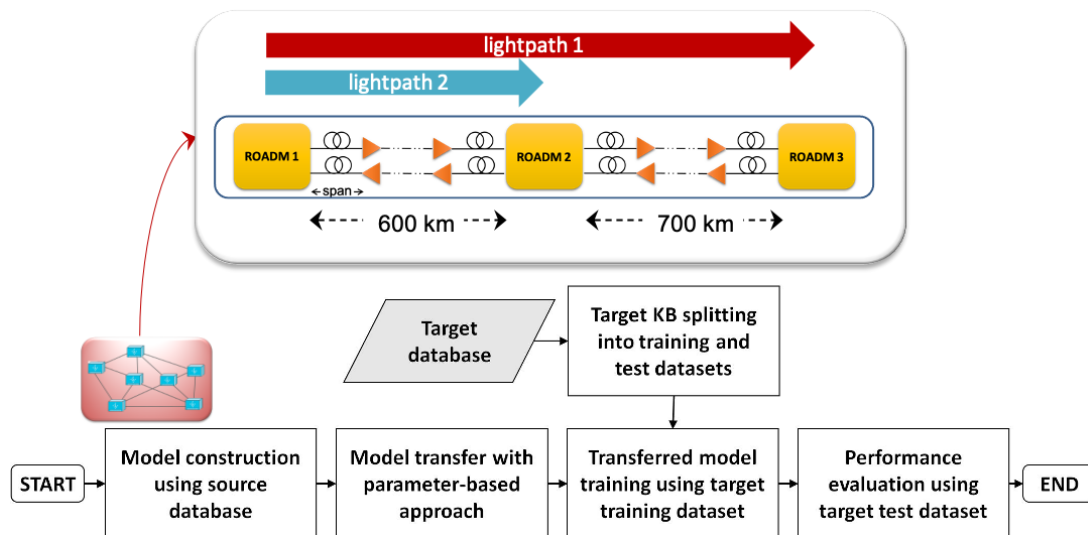 lightpath 1
lightpath 2
ROADM 1
ROADM 2
ROADM 3
span
600 km
700 km
Target
database
Target KB splitting
into training and
test datasets
START
Model construction
using source
database
Model transfer with
parameter-based
approach
Transferred model
training using target
training dataset
Performance
evaluation using
target test dataset
END